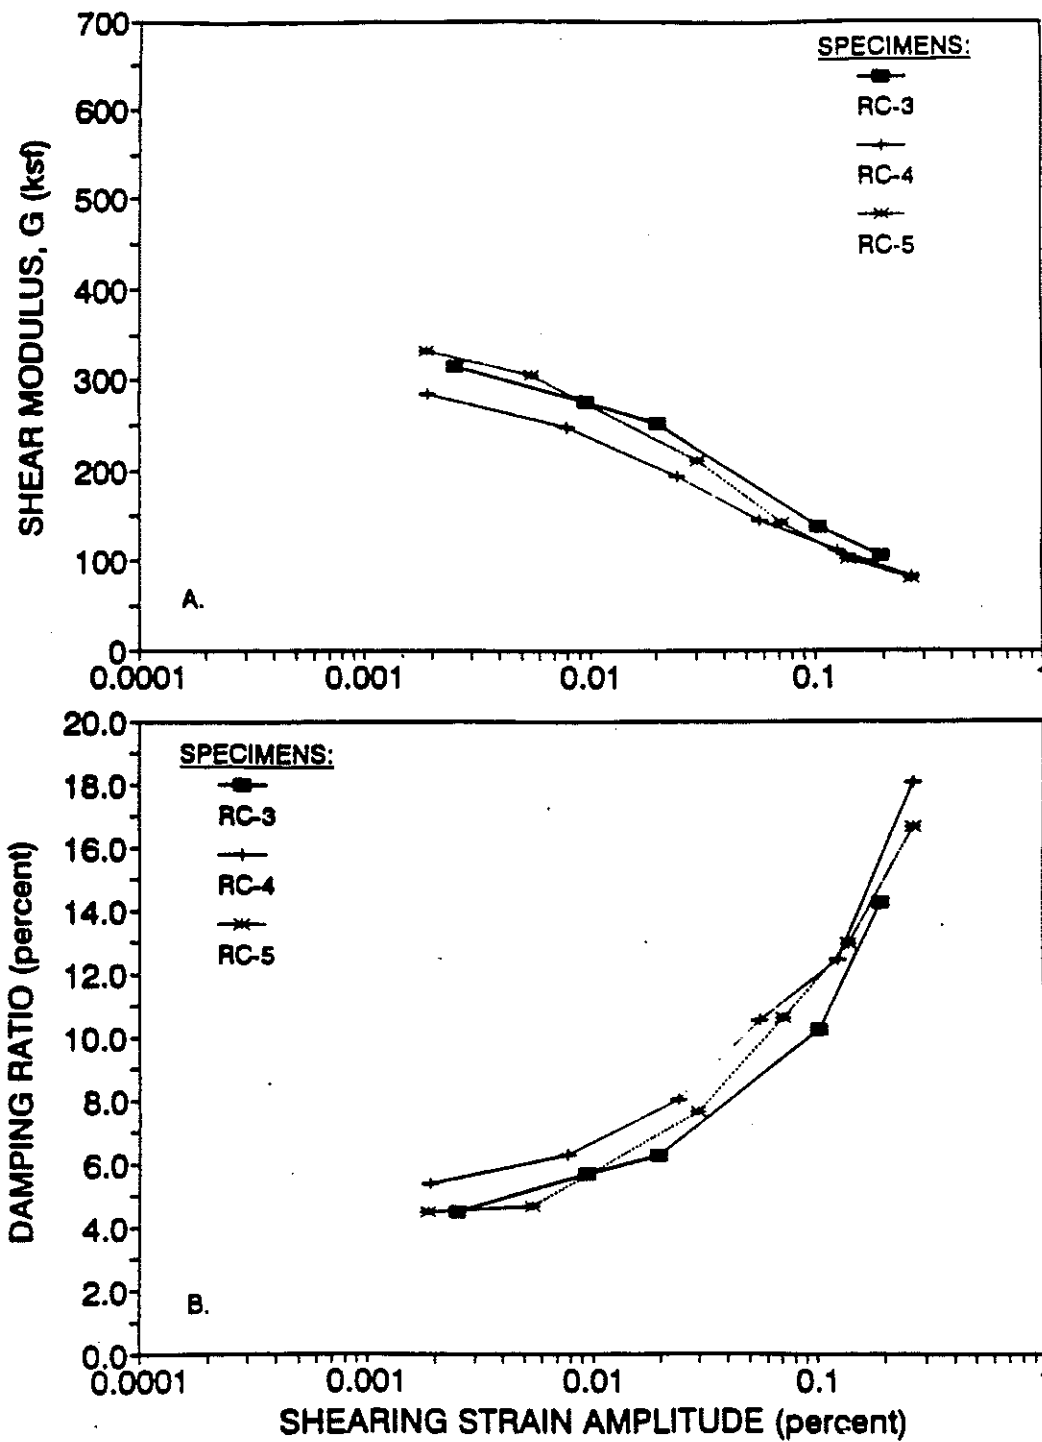 700
600
500
400
300
200
100
0
SHEAR MODULUS, G (ksf)
SPECIMENS:
RC-3
RC-4
RC-5
A.
0.0001 0.001 0.01 0.1 1
20.0
18.0
16.0
14.0
12.0
10.0
8.0
6.0
4.0
2.0
0.0
DAMPING RATIO (percent)
SPECIMENS:
RC-3
RC-4
RC-5
B.
0.0001 0.001 0.01 0.1 1
SHEARING STRAIN AMPLITUDE (percent)